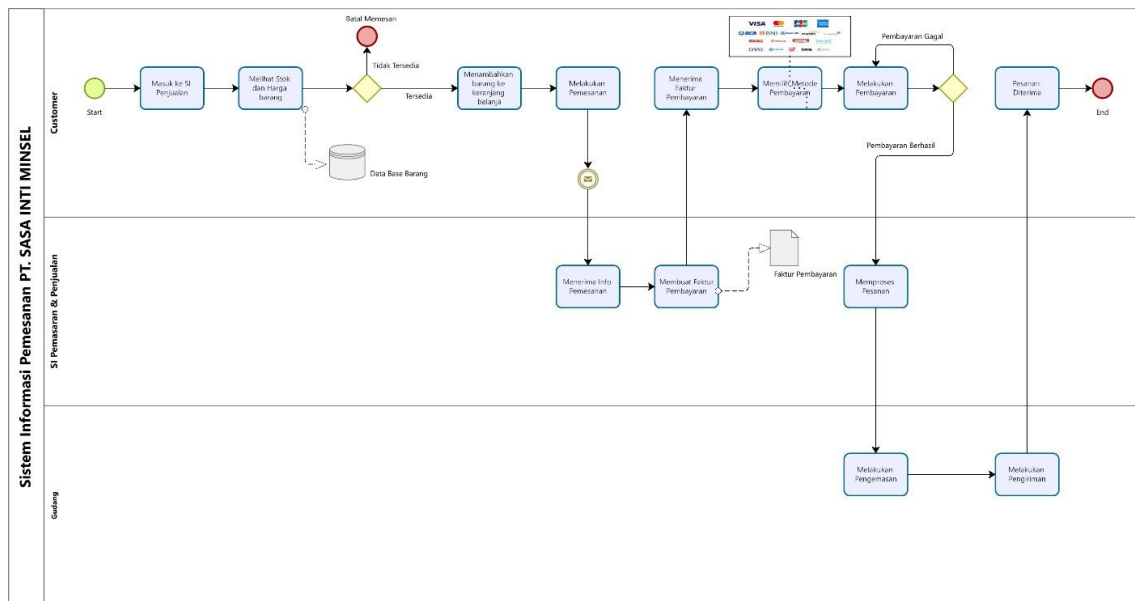 Sistem Informasi Pemesanan PT. SASA INTI MINSEL
Customer
Start
Masuk ke SI
Penjualan
Melihat Stok
dan Harga
barang
Data Base Barang
Batal Memesan
Tidak Tersedia
Tersedia
Menambahkan
barang ke
keranjang
belanja
Melakukan
Pemesanan
Menerima
Faktur
Pembayaran
VISA
BCA BNI
OVO
Memilih Metode
Pembayaran
Melakukan
Pembayaran
Pembayaran Gagal
Pembayaran Berhasil
Pesanan
Diterima
End
SI Pemasaran & Penjualan
Menerima Info
Pemesanan
Membuat Faktur
Pembayaran
Faktur Pembayaran
Memproses
Pesanan
Gudang
Melakukan
Pengemasan
Melakukan
Pengiriman